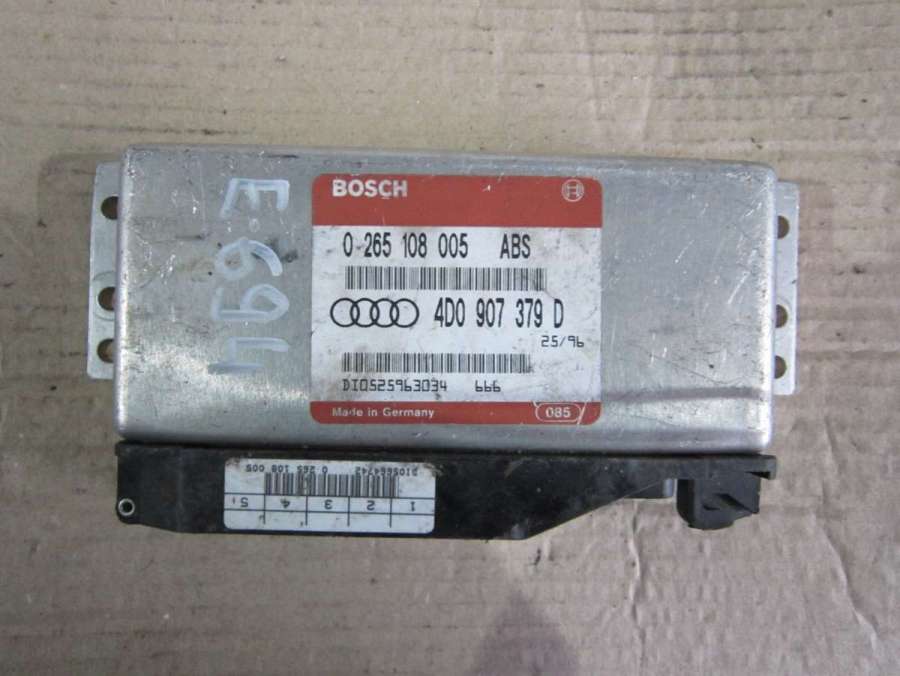 BOSCH
0 265 108 005 ABS
4D0 907 379 D
25/96
DI0525963034 666
Made in Germany 085
DI05664742 0 265 108 005
1 2 3 4 5